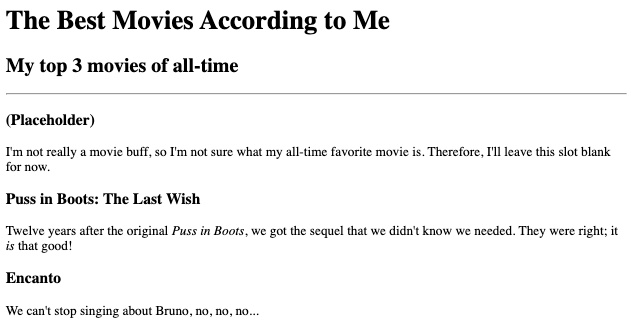 The Best Movies According to Me
My top 3 movies of all-time
(Placeholder)
I'm not really a movie buff, so I'm not sure what my all-time favorite movie is. Therefore, I'll leave this slot blank
for now.
Puss in Boots: The Last Wish
Twelve years after the original Puss in Boots, we got the sequel that we didn't know we needed. They were right; it
is that good!
Encanto
We can't stop singing about Bruno, no, no, no...